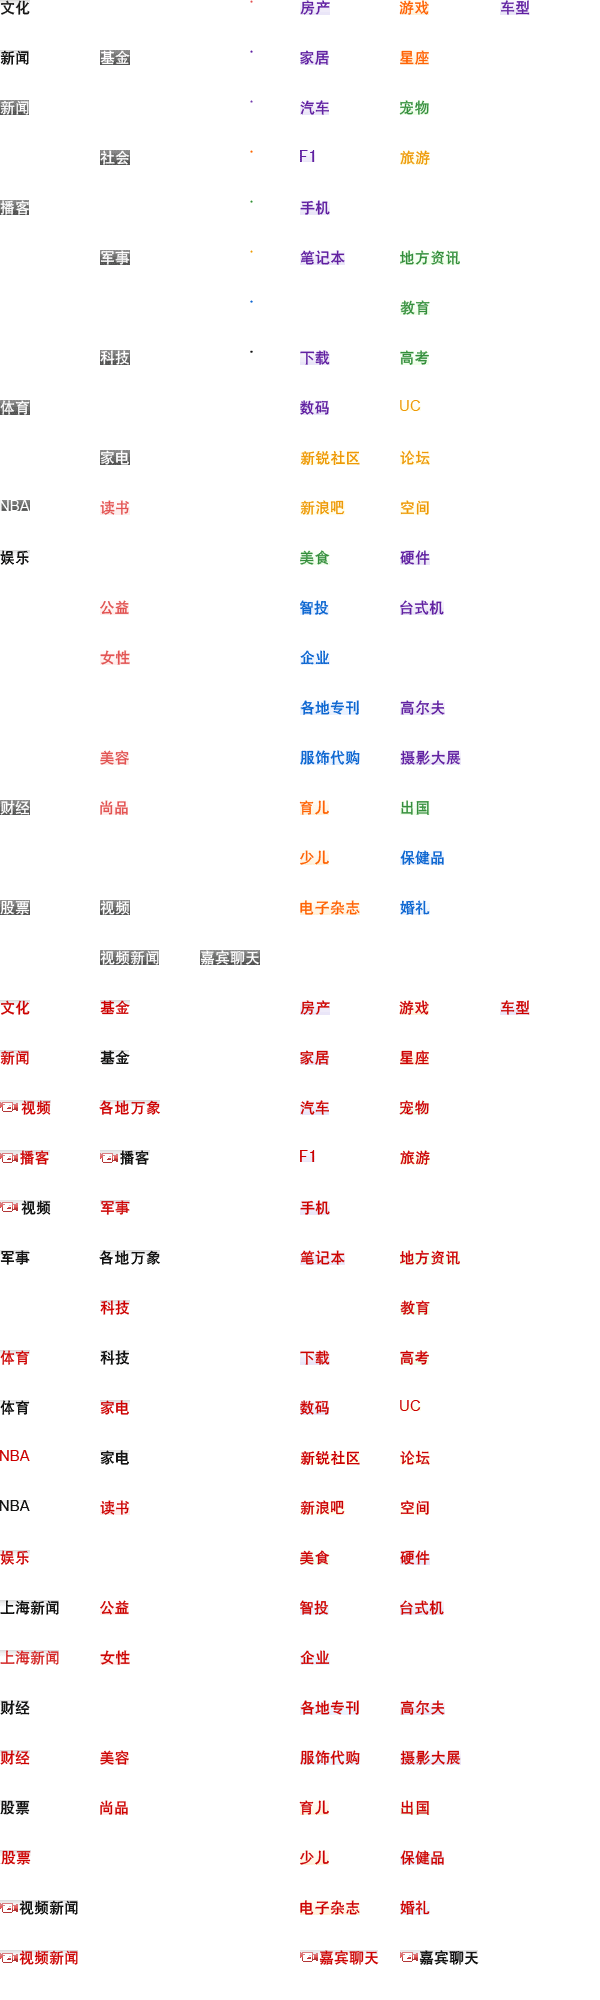 文化 房产 游戏 车型
新闻 基金 家居 星座
新闻 汽车 宠物
社会 F1 旅游
播客 手机
军事 笔记本 地方资讯
教育
科技 下载 高考
体育 数码 UC
家电 新锐社区 论坛
NBA 读书 新浪吧 空间
娱乐 美食 硬件
公益 智投 台式机
女性 企业
各地专刊 高尔夫
美容 服饰代购 摄影大展
财经 尚品 育儿 出国
少儿 保健品
股票 视频 电子杂志 婚礼
视频新闻 嘉宾聊天
文化 基金 房产 游戏 车型
新闻 基金 家居 星座
视频 各地万象 汽车 宠物
播客 播客 F1 旅游
视频 军事 手机
军事 各地万象 笔记本 地方资讯
科技 教育
体育 科技 下载 高考
体育 家电 数码 UC
NBA 家电 新锐社区 论坛
NBA 读书 新浪吧 空间
娱乐 美食 硬件
上海新闻 公益 智投 台式机
上海新闻 女性 企业
财经 各地专刊 高尔夫
财经 美容 服饰代购 摄影大展
股票 尚品 育儿 出国
股票 少儿 保健品
视频新闻 电子杂志 婚礼
视频新闻 嘉宾聊天 嘉宾聊天